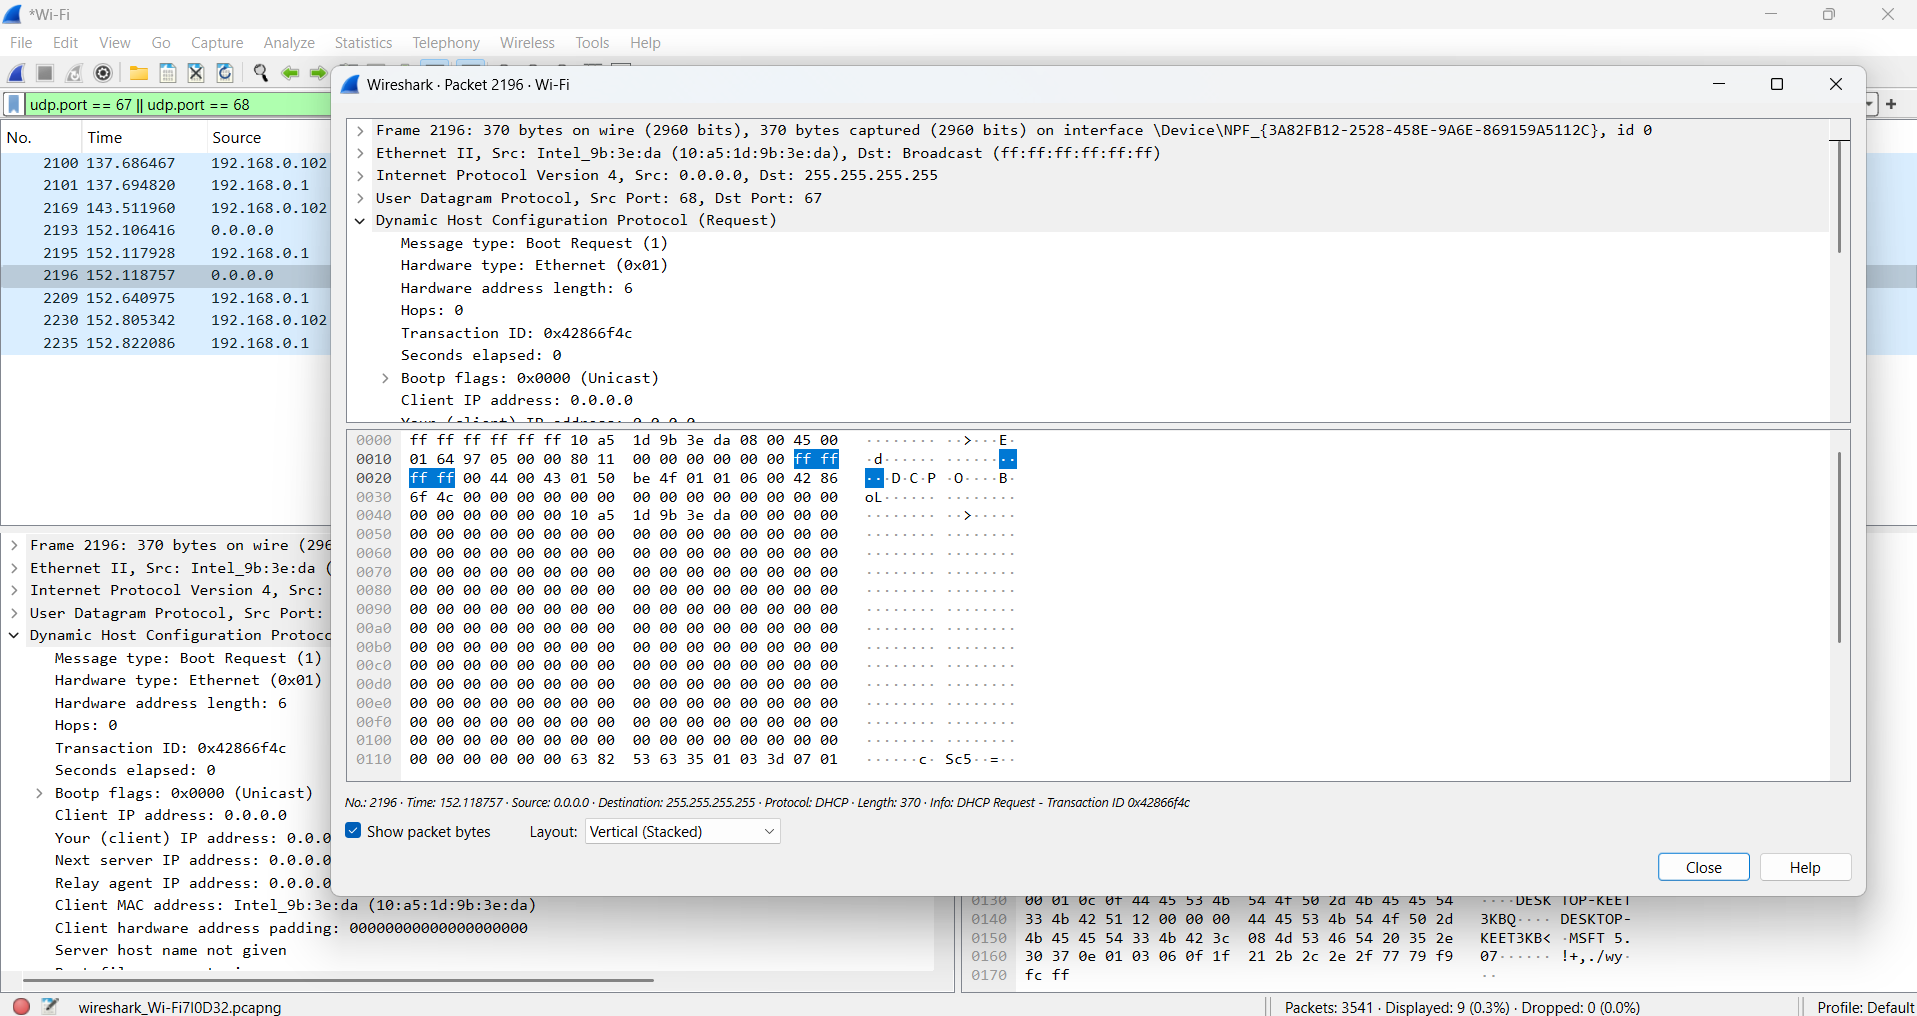 *Wi-Fi
File Edit View Go Capture Analyze Statistics Telephony Wireless Tools Help
udp.port == 67 || udp.port == 68
No. Time Source
2100 137.686467 192.168.0.102
2101 137.694820 192.168.0.1
2169 143.511960 192.168.0.102
2193 152.106416 0.0.0.0
2195 152.117928 192.168.0.1
2196 152.118757 0.0.0.0
2209 152.640975 192.168.0.1
2230 152.805342 192.168.0.102
2235 152.822086 192.168.0.1
Wireshark · Packet 2196 · Wi-Fi
Frame 2196: 370 bytes on wire (2960 bits), 370 bytes captured (2960 bits) on interface \Device\NPF_{3A82FB12-2528-458E-9A6E-869159A5112C}, id 0
Ethernet II, Src: Intel_9b:3e:da (10:a5:1d:9b:3e:da), Dst: Broadcast (ff:ff:ff:ff:ff:ff)
Internet Protocol Version 4, Src: 0.0.0.0, Dst: 255.255.255.255
User Datagram Protocol, Src Port: 68, Dst Port: 67
Dynamic Host Configuration Protocol (Request)
Message type: Boot Request (1)
Hardware type: Ethernet (0x01)
Hardware address length: 6
Hops: 0
Transaction ID: 0x42866f4c
Seconds elapsed: 0
Bootp flags: 0x0000 (Unicast)
Client IP address: 0.0.0.0
0000 ff ff ff ff ff ff 10 a5 1d 9b 3e da 08 00 45 00 ········ ··>···E·
0010 01 64 97 05 00 00 80 11 00 00 00 00 00 00 ff ff ·d······ ········
0020 ff ff 00 44 00 43 01 50 be 4f 01 01 06 00 42 86 ···D·C·P ·O····B·
0030 6f 4c 00 00 00 00 00 00 00 00 00 00 00 00 00 00 oL······ ········
0040 00 00 00 00 00 00 10 a5 1d 9b 3e da 00 00 00 00 ········ ··>·····
0050 00 00 00 00 00 00 00 00 00 00 00 00 00 00 00 00 ········ ········
0060 00 00 00 00 00 00 00 00 00 00 00 00 00 00 00 00 ········ ········
0070 00 00 00 00 00 00 00 00 00 00 00 00 00 00 00 00 ········ ········
0080 00 00 00 00 00 00 00 00 00 00 00 00 00 00 00 00 ········ ········
0090 00 00 00 00 00 00 00 00 00 00 00 00 00 00 00 00 ········ ········
00a0 00 00 00 00 00 00 00 00 00 00 00 00 00 00 00 00 ········ ········
00b0 00 00 00 00 00 00 00 00 00 00 00 00 00 00 00 00 ········ ········
00c0 00 00 00 00 00 00 00 00 00 00 00 00 00 00 00 00 ········ ········
00d0 00 00 00 00 00 00 00 00 00 00 00 00 00 00 00 00 ········ ········
00e0 00 00 00 00 00 00 00 00 00 00 00 00 00 00 00 00 ········ ········
00f0 00 00 00 00 00 00 00 00 00 00 00 00 00 00 00 00 ········ ········
0100 00 00 00 00 00 00 00 00 00 00 00 00 00 00 00 00 ········ ········
0110 00 00 00 00 00 00 63 82 53 63 35 01 03 3d 07 01 ······c· Sc5··=··
No.: 2196 · Time: 152.118757 · Source: 0.0.0.0 · Destination: 255.255.255.255 · Protocol: DHCP · Length: 370 · Info: DHCP Request - Transaction ID 0x42866f4c
Show packet bytes Layout: Vertical (Stacked)
Close Help
Frame 2196: 370 bytes on wire (296
Ethernet II, Src: Intel_9b:3e:da (
Internet Protocol Version 4, Src:
User Datagram Protocol, Src Port:
Dynamic Host Configuration Protoc
Message type: Boot Request (1)
Hardware type: Ethernet (0x01)
Hardware address length: 6
Hops: 0
Transaction ID: 0x42866f4c
Seconds elapsed: 0
Bootp flags: 0x0000 (Unicast)
Client IP address: 0.0.0.0
Your (client) IP address: 0.0.0
Next server IP address: 0.0.0.0
Relay agent IP address: 0.0.0.0
Client MAC address: Intel_9b:3e:da (10:a5:1d:9b:3e:da)
Client hardware address padding: 00000000000000000000
Server host name not given
0130 00 01 0c 0f 44 45 53 4b 54 4f 50 2d 4b 45 45 54 ····DESK TOP-KEET
0140 33 4b 42 51 12 00 00 00 44 45 53 4b 54 4f 50 2d 3KBQ···· DESKTOP-
0150 4b 45 45 54 33 4b 42 3c 08 4d 53 46 54 20 35 2e KEET3KB< ·MSFT 5.
0160 30 37 0e 01 03 06 0f 1f 21 2b 2c 2e 2f 77 79 f9 07······ !+,./wy·
0170 fc ff ··
wireshark_Wi-Fi7I0D32.pcapng
Packets: 3541 · Displayed: 9 (0.3%) · Dropped: 0 (0.0%)
Profile: Default